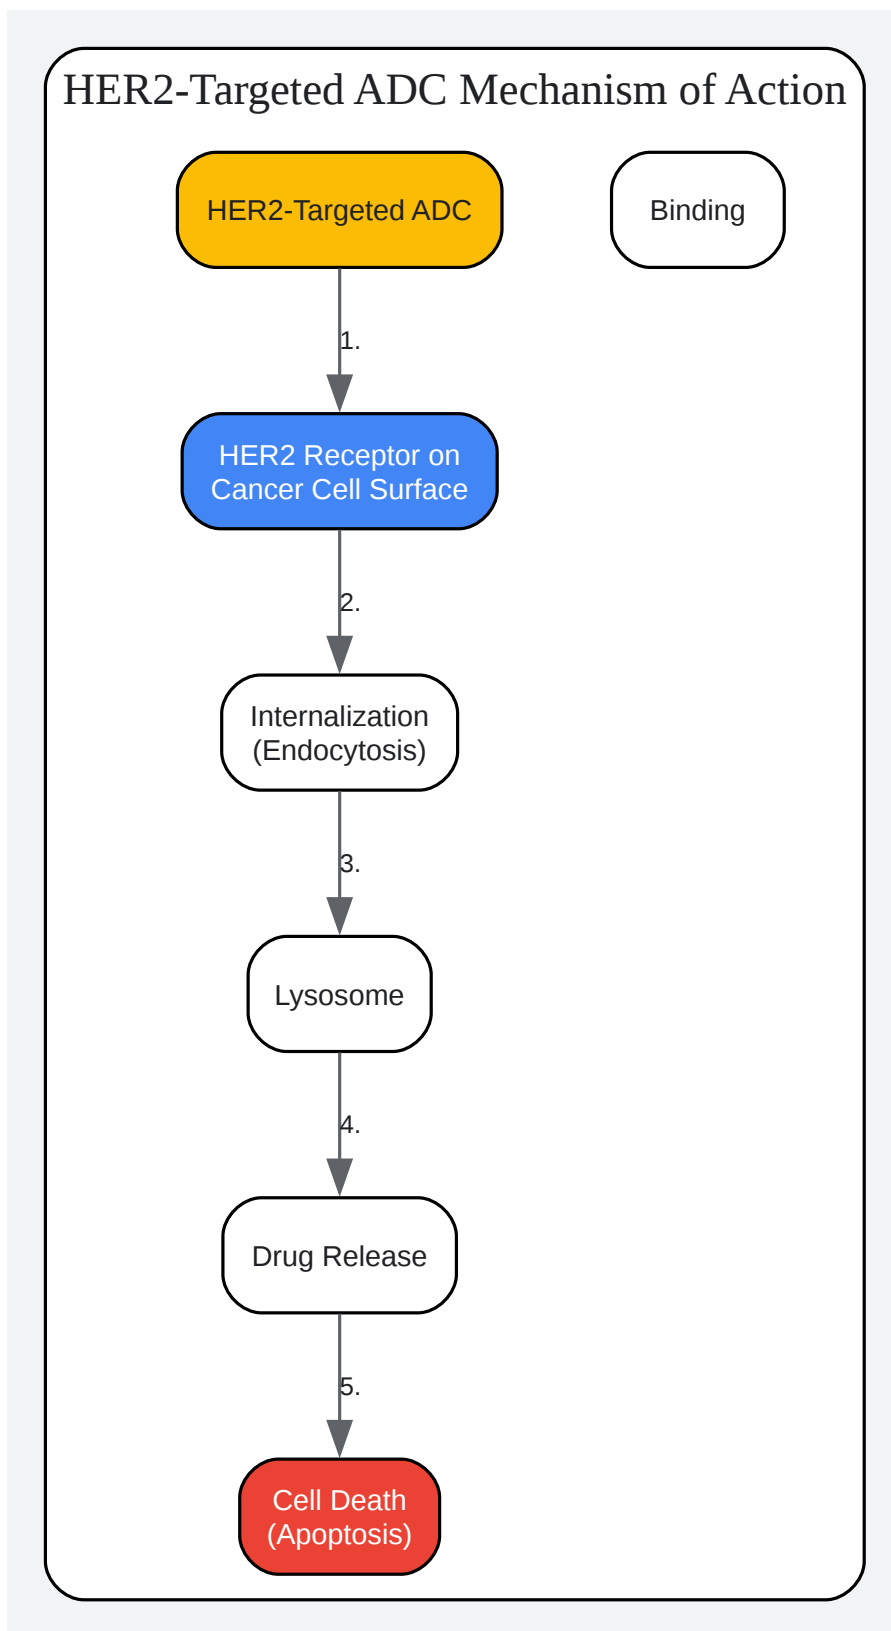 HER2-Targeted ADC Mechanism of Action
HER2-Targeted ADC
Binding
1.
HER2 Receptor on
Cancer Cell Surface
2.
Internalization
(Endocytosis)
3.
Lysosome
4.
Drug Release
5.
Cell Death
(Apoptosis)